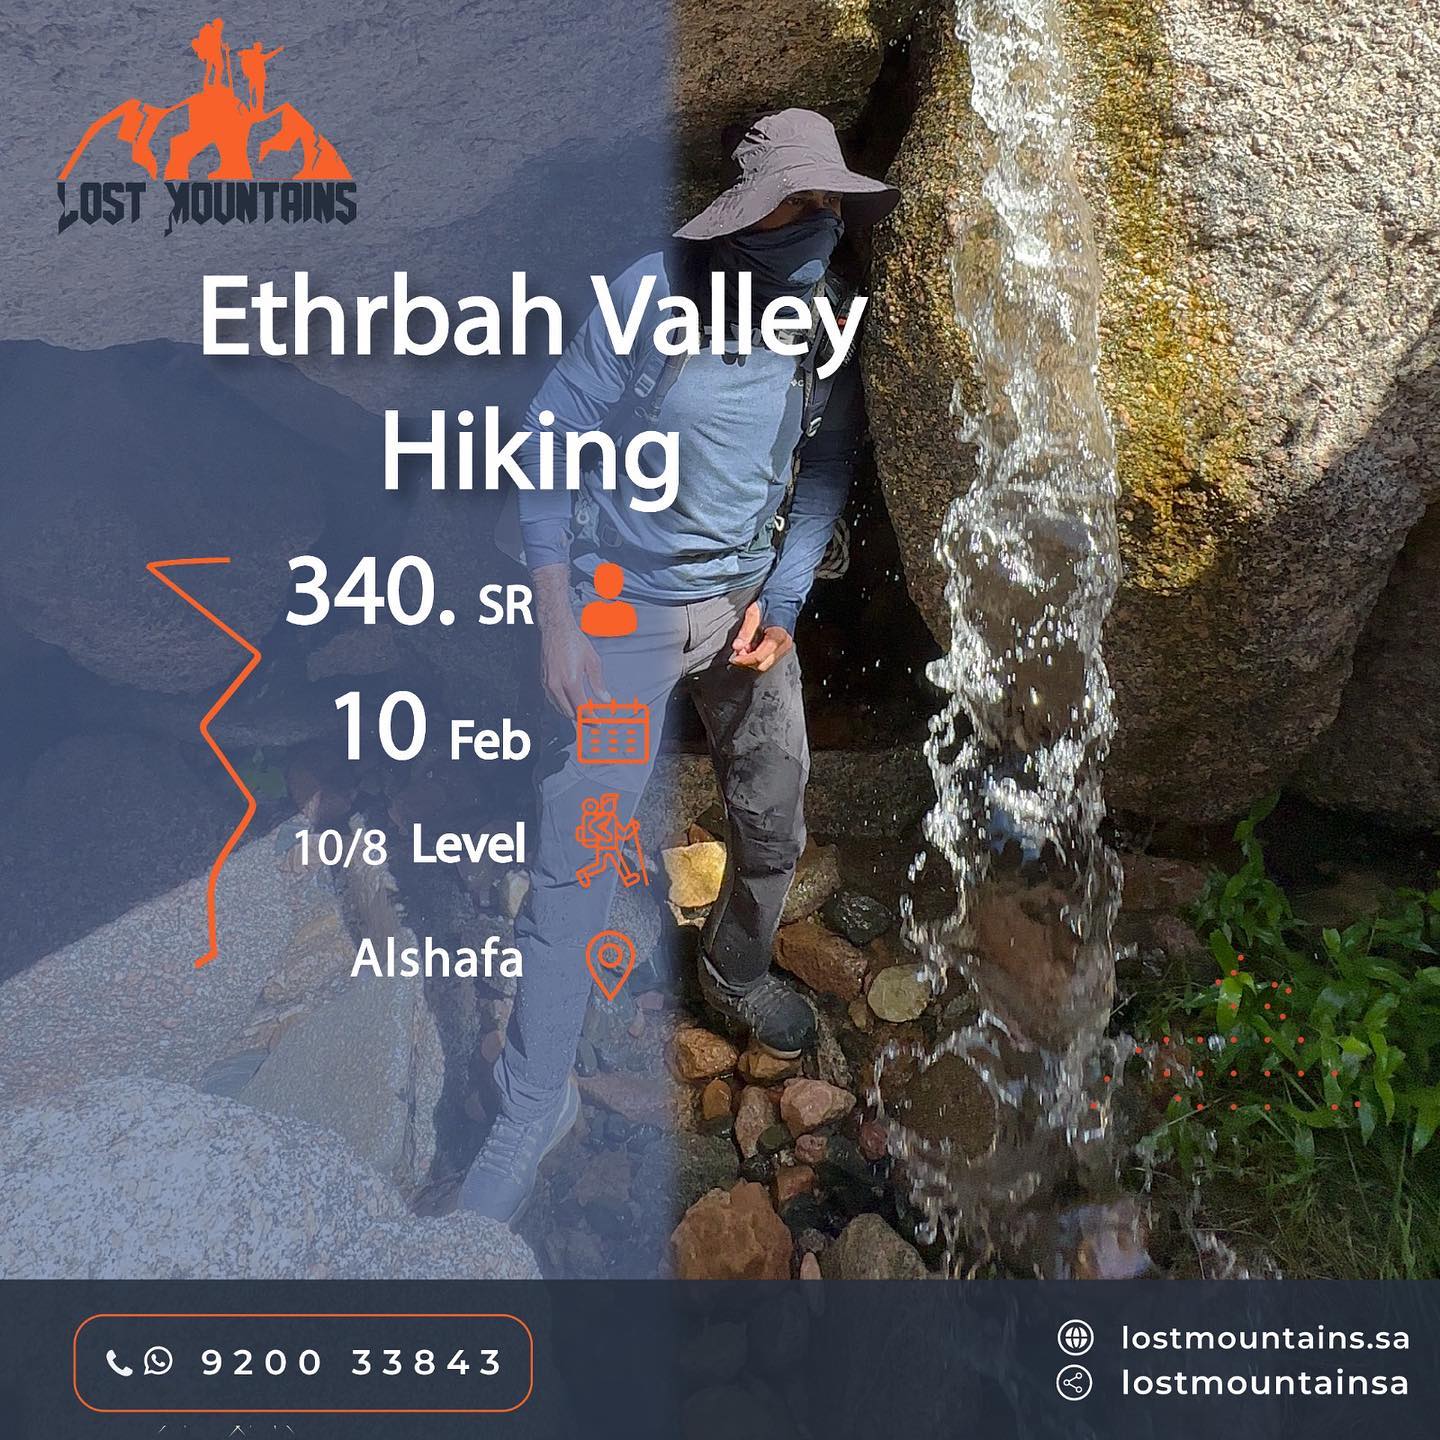 LOST MOUNTAINS
Ethrbah Valley
Hiking
340. SR
10 Feb
10/8 Level
Alshafa
9200 33843
lostmountains.sa
lostmountainsa